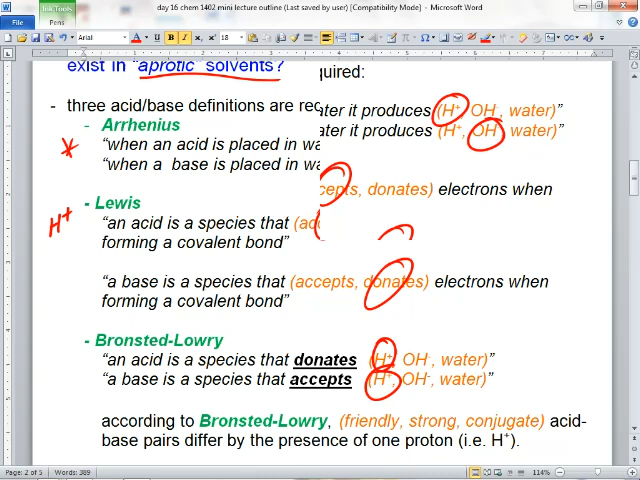 InkTools
day 16 chem 1402 mini lecture outline (Last saved by user) [Compatibility Mode] - Microsoft Word
File Pens
Arial 18
exist in "aprotic" solvents?
quired:
- three acid/base definitions are rec
ater it produces (H⁺, OH⁻, water)"
- Arrhenius
ater it produces (H⁺, OH⁻, water)"
"when an acid is placed in wa
"when a base is placed in wa
cepts, donates) electrons when
- Lewis
H⁺
"an acid is a species that (acc
forming a covalent bond"
"a base is a species that (accepts, donates) electrons when
forming a covalent bond"
- Bronsted-Lowry
"an acid is a species that donates (H⁺, OH⁻, water)"
"a base is a species that accepts (H⁺, OH⁻, water)"
according to Bronsted-Lowry, (friendly, strong, conjugate) acid-
base pairs differ by the presence of one proton (i.e. H⁺).
Page: 2 of 5 Words: 389 114%